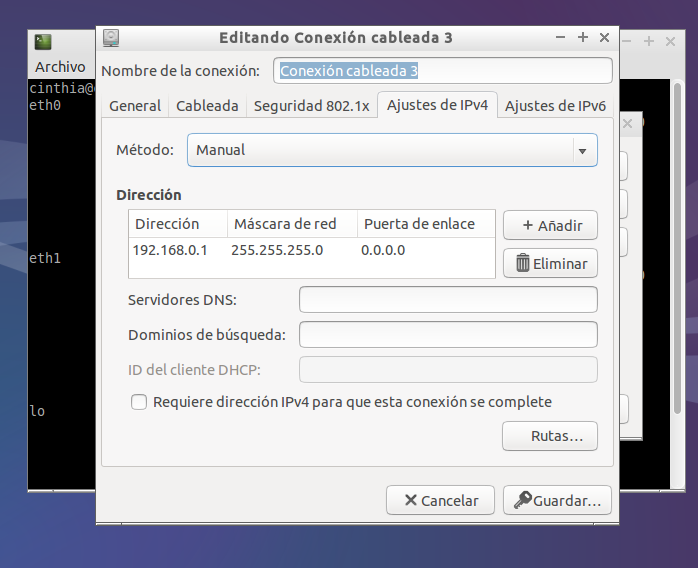 Editando Conexión cableada 3
Archivo
Nombre de la conexión: Conexión cableada 3
cinthia@
eth0
General Cableada Seguridad 802.1x Ajustes de IPv4 Ajustes de IPv6
Método: Manual
Dirección
Dirección Máscara de red Puerta de enlace
+ Añadir
192.168.0.1 255.255.255.0 0.0.0.0
eth1
Eliminar
Servidores DNS:
Dominios de búsqueda:
ID del cliente DHCP:
Requiere dirección IPv4 para que esta conexión se complete
lo
Rutas...
Cancelar Guardar...